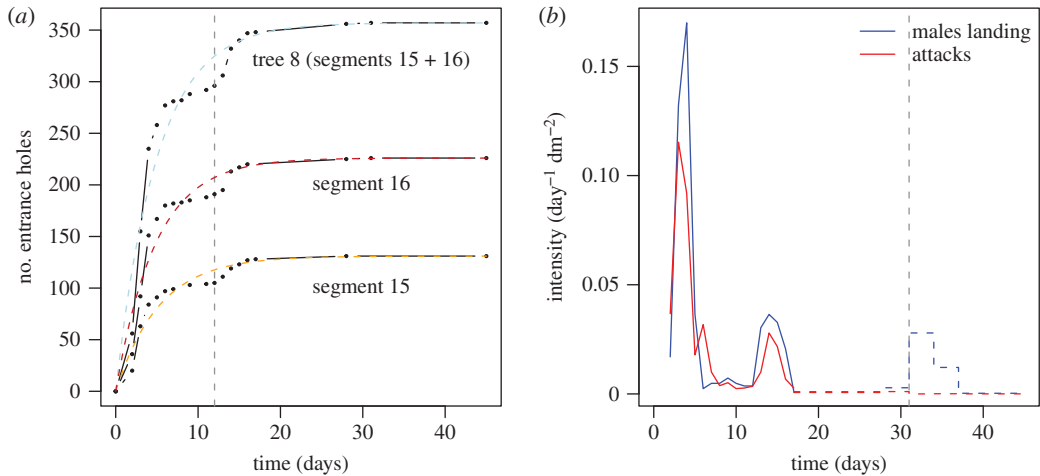 (a)
350
300
250
200
150
100
50
0
no. entrance holes
tree 8 (segments 15 + 16)
segment 16
segment 15
0 10 20 30 40
time (days)
(b)
males landing
attacks
0.15
0.10
0.05
0
intensity (day⁻¹ dm⁻²)
0 10 20 30 40
time (days)